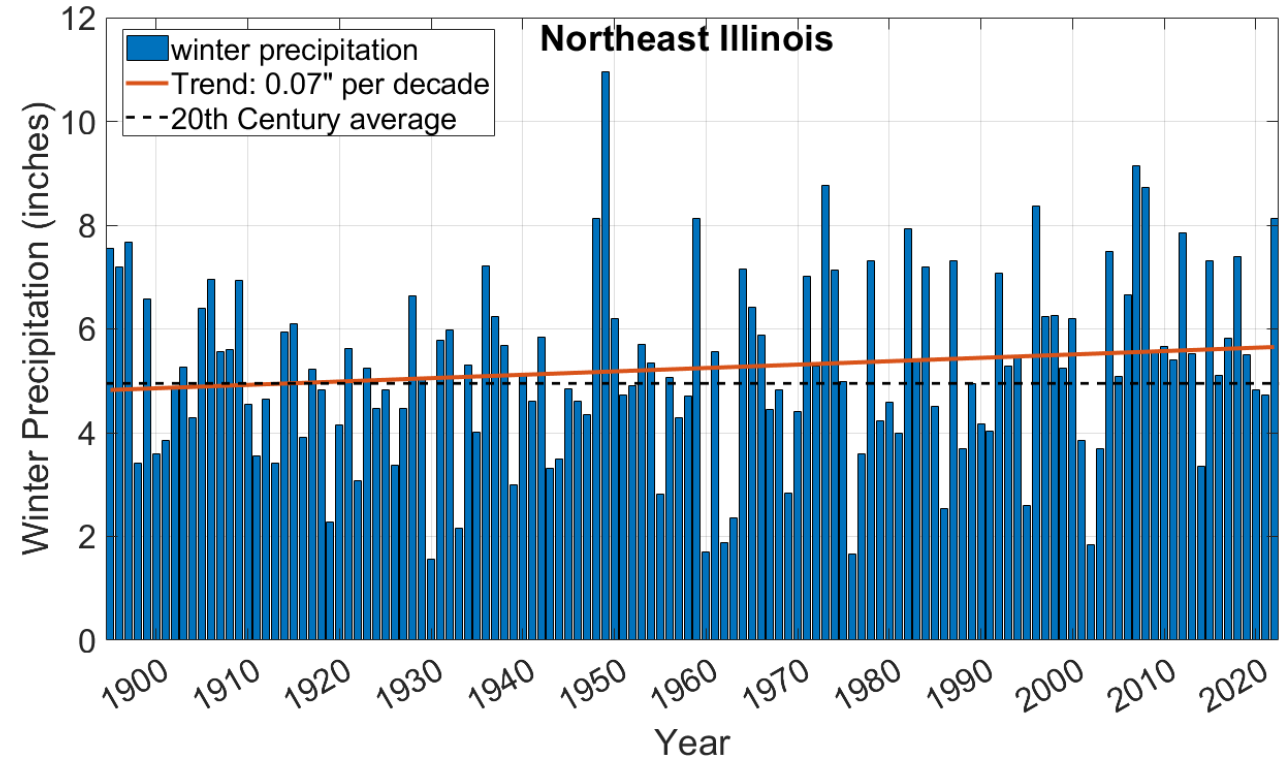 Northeast Illinois
winter precipitation
Trend: 0.07" per decade
20th Century average
Winter Precipitation (inches)
12
10
8
6
4
2
0
1900 1910 1920 1930 1940 1950 1960 1970 1980 1990 2000 2010 2020
Year